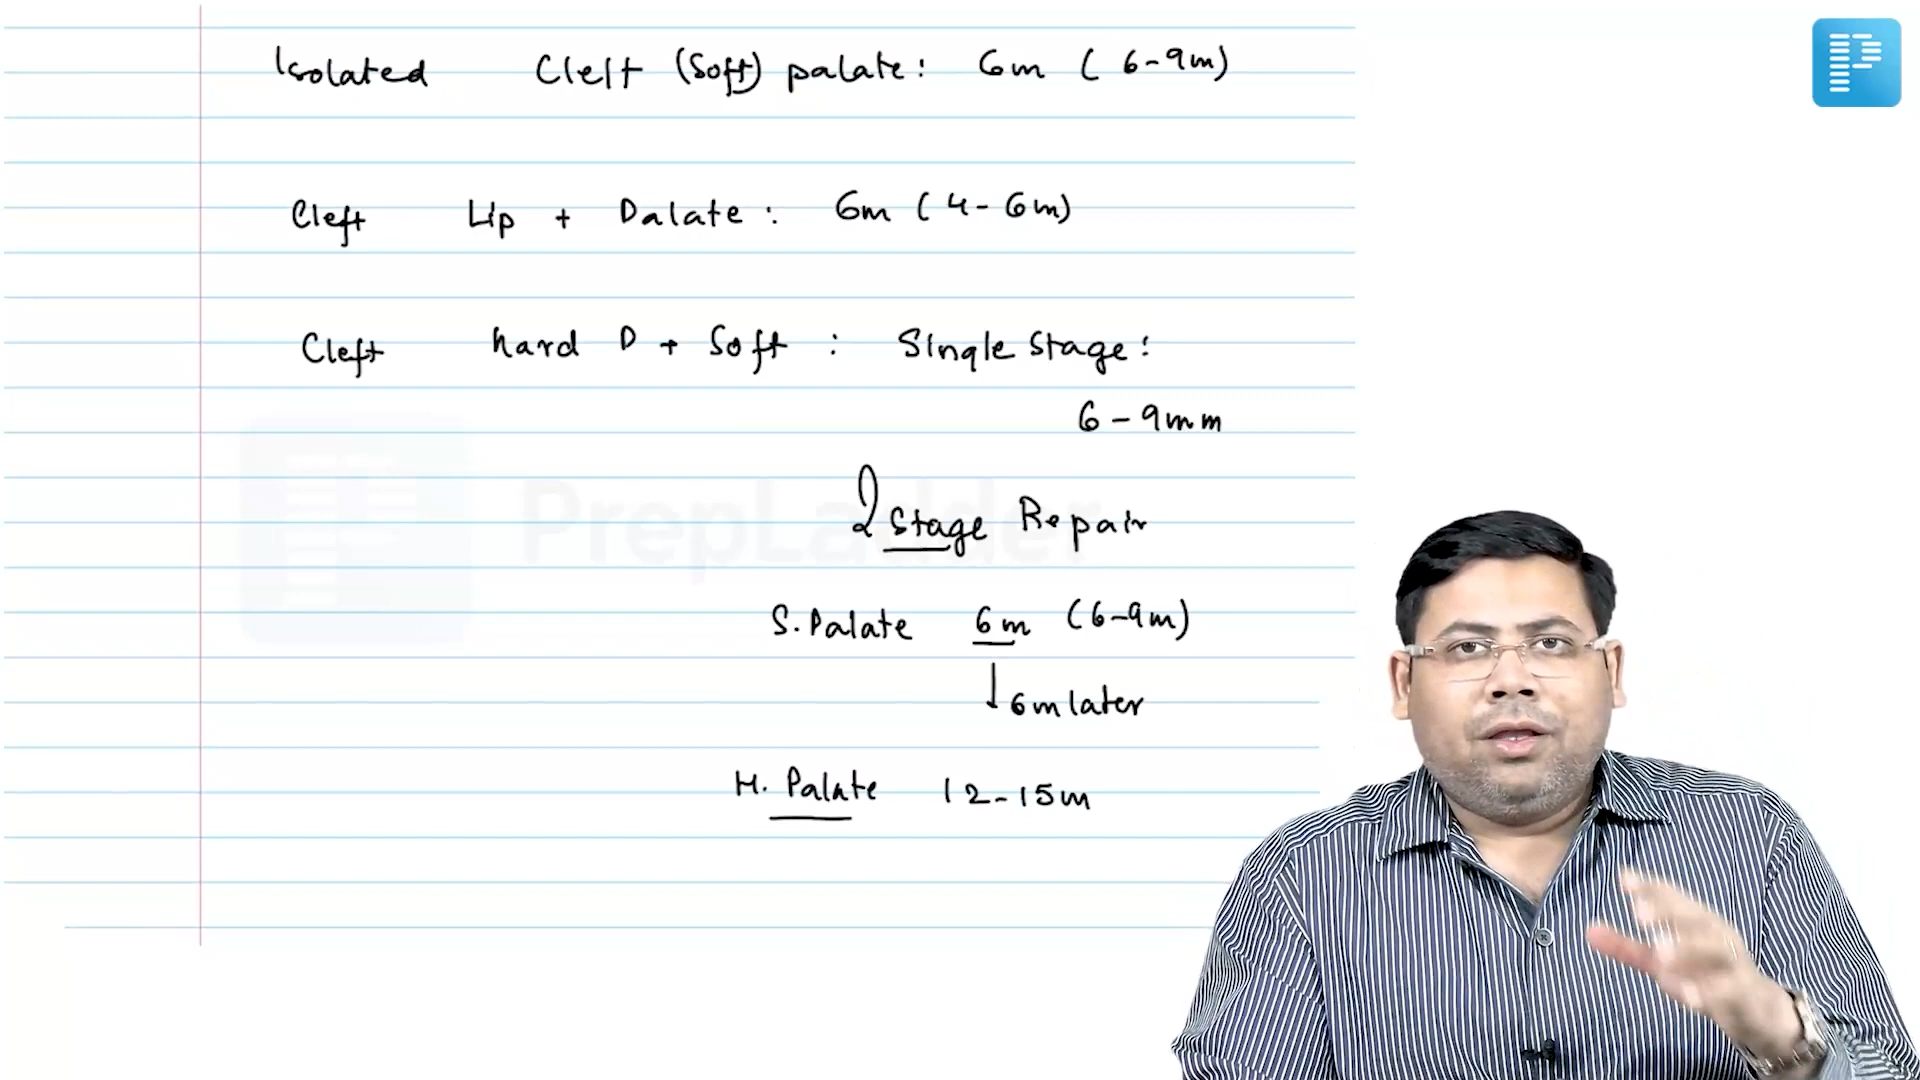 Isolated Cleft (Soft) palate: 6m (6-9m)
Cleft Lip + Palate: 6m (4-6m)
Cleft hard P + Soft: Single stage:
6-9mm
2 stage Repair
S. Palate 6m (6-9m)
↓ 6m later
H. Palate 12-15m
PrepLadder